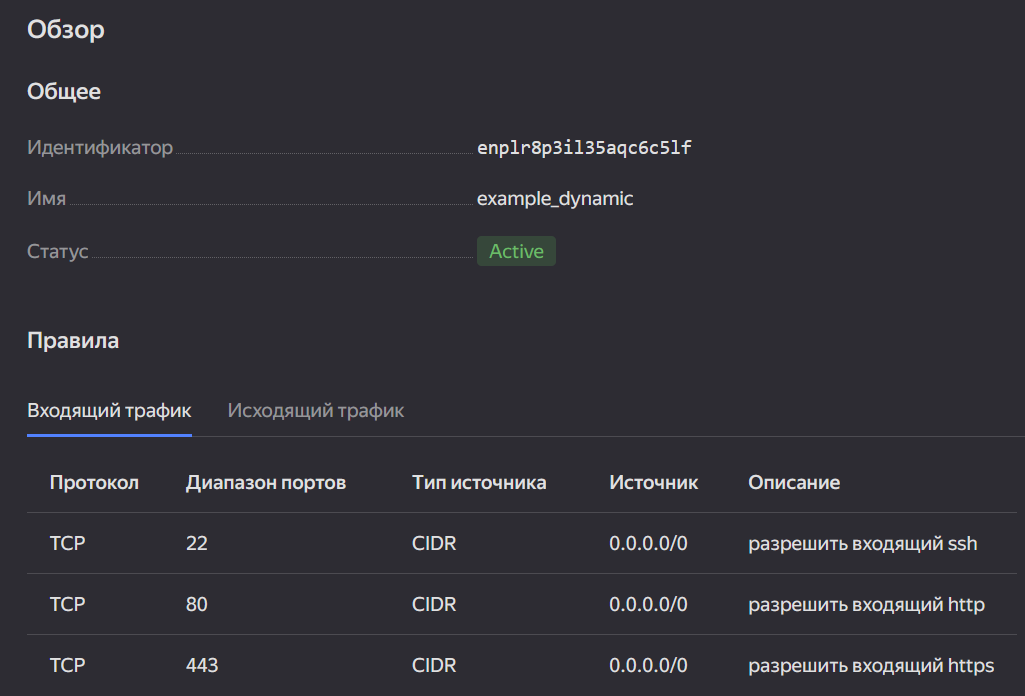 Обзор
Общее
Идентификатор enplr8p3il35aqc6c5lf
Имя example_dynamic
Статус Active
Правила
Входящий трафик Исходящий трафик
Протокол Диапазон портов Тип источника Источник Описание
TCP 22 CIDR 0.0.0.0/0 разрешить входящий ssh
TCP 80 CIDR 0.0.0.0/0 разрешить входящий http
TCP 443 CIDR 0.0.0.0/0 разрешить входящий https